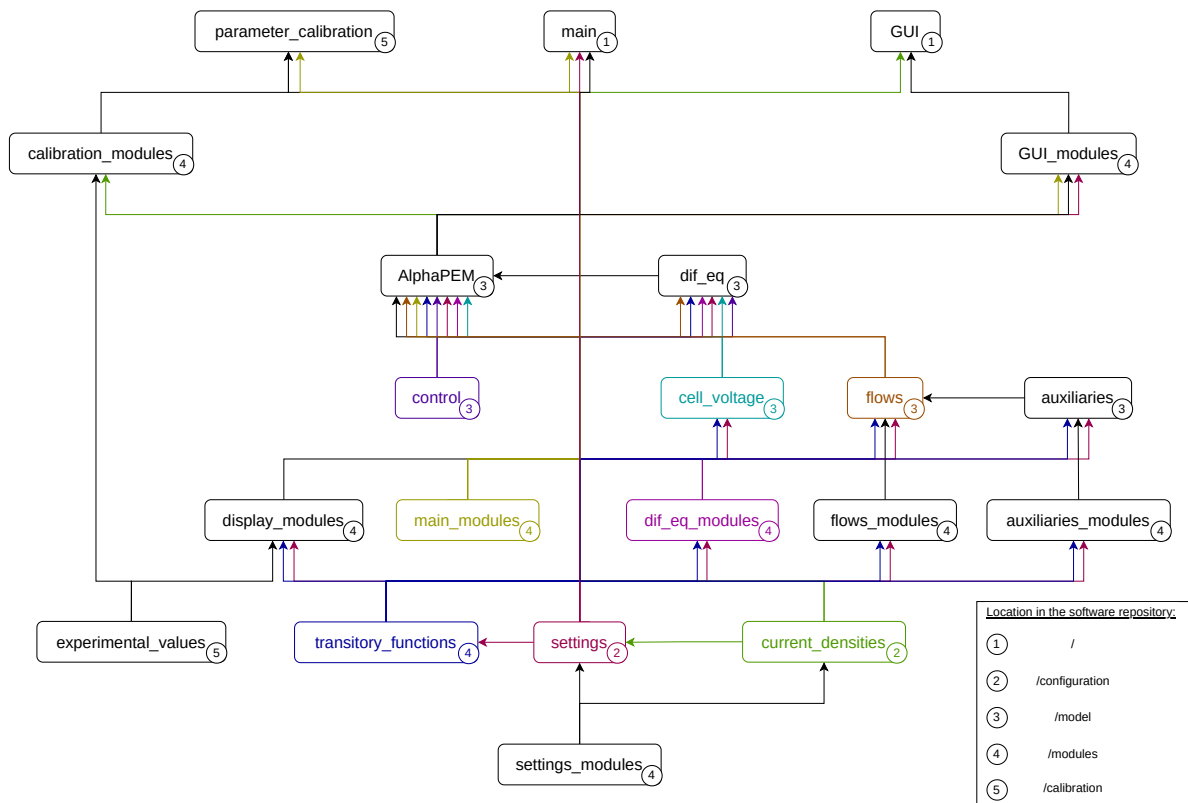 parameter_calibration 5
main 1
GUI 1
calibration_modules 4
GUI_modules 4
AlphaPEM 3
dif_eq 3
control 3
cell_voltage 3
flows 3
auxiliaries 3
display_modules 4
main_modules 4
dif_eq_modules 4
flows_modules 4
auxiliaries_modules 4
experimental_values 5
transitory_functions 4
settings 2
current_densities 2
settings_modules 4
Location in the software repository:
1 /
2 /configuration
3 /model
4 /modules
5 /calibration